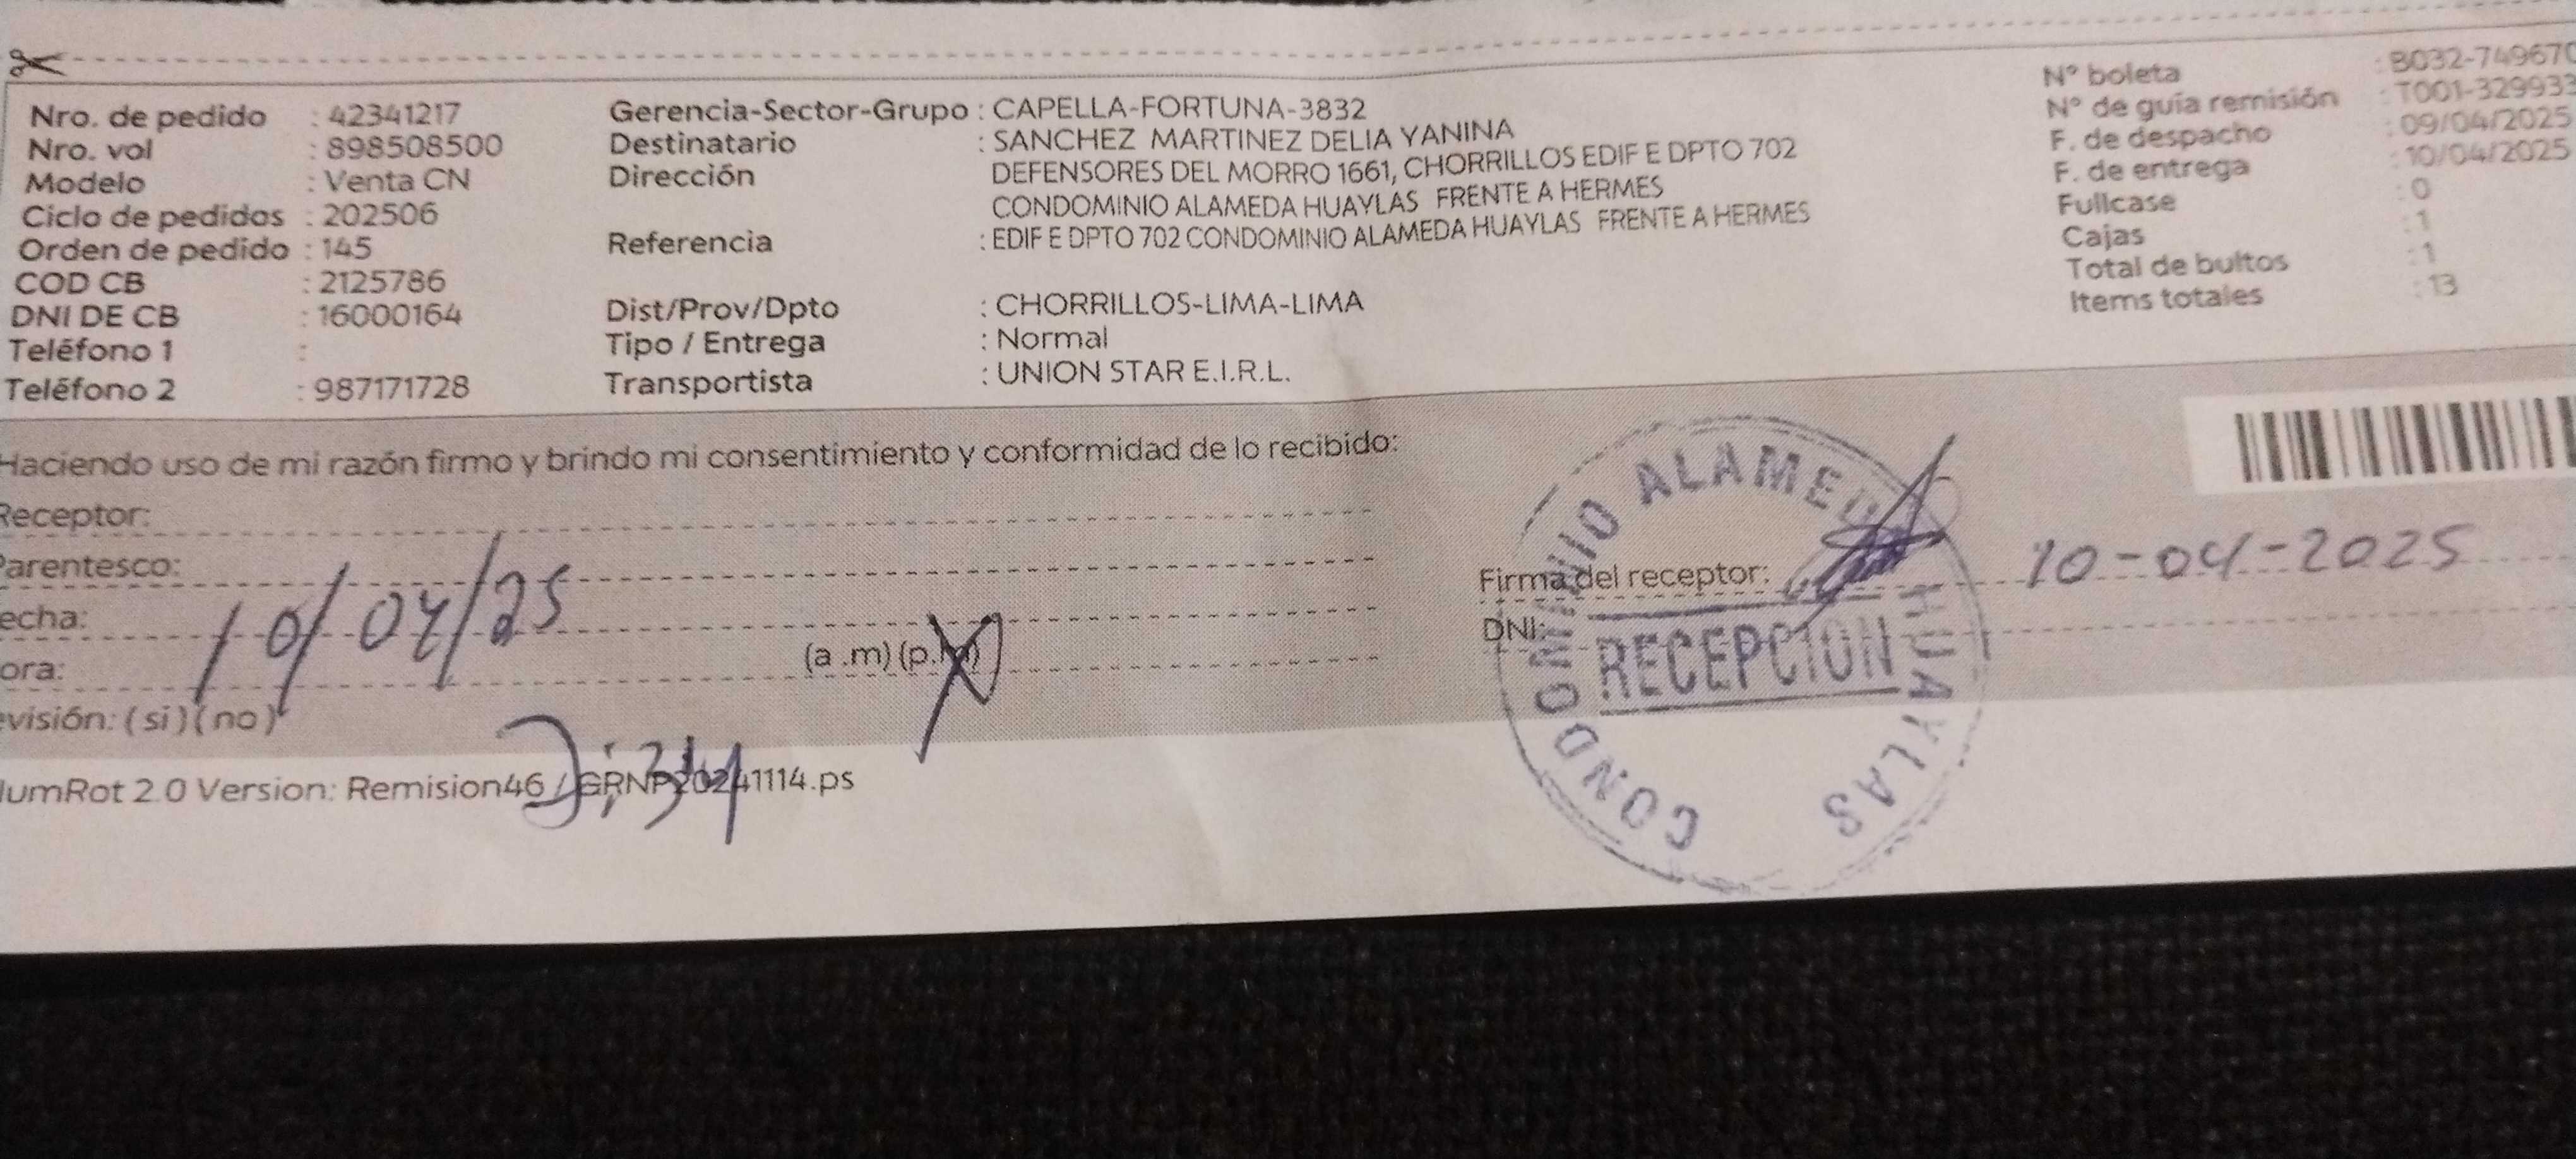 Nro. de pedido : 42341217
Nro. vol : 898508500
Modelo : Venta CN
Ciclo de pedidos : 202506
Orden de pedido : 145
COD CB : 2125786
DNI DE CB : 16000164
Teléfono 1 :
Teléfono 2 : 987171728
Gerencia-Sector-Grupo : CAPELLA-FORTUNA-3832
Destinatario : SANCHEZ MARTINEZ DELIA YANINA
Dirección DEFENSORES DEL MORRO 1661, CHORRILLOS EDIF E DPTO 702
CONDOMINIO ALAMEDA HUAYLAS FRENTE A HERMES
Referencia : EDIF E DPTO 702 CONDOMINIO ALAMEDA HUAYLAS FRENTE A HERMES
Dist/Prov/Dpto : CHORRILLOS-LIMA-LIMA
Tipo / Entrega : Normal
Transportista : UNION STAR E.I.R.L.
N° boleta : B032-749670
N° de guía remisión : T001-329933
F. de despacho : 09/04/2025
F. de entrega : 10/04/2025
Fullcase : 0
Cajas : 1
Total de bultos : 1
Items totales : 13
Haciendo uso de mi razón firmo y brindo mi consentimiento y conformidad de lo recibido:
Receptor:
Parentesco:
echa: 10/04/25
ora: (a .m) (p.m)
evisión: (si) (no)
Firma del receptor: 10-04-2025
DNI:
CONDOMINIO ALAMEDA HUAYLAS
RECEPCION
umRot 2.0 Version: Remision46 / GRNP20241114.ps